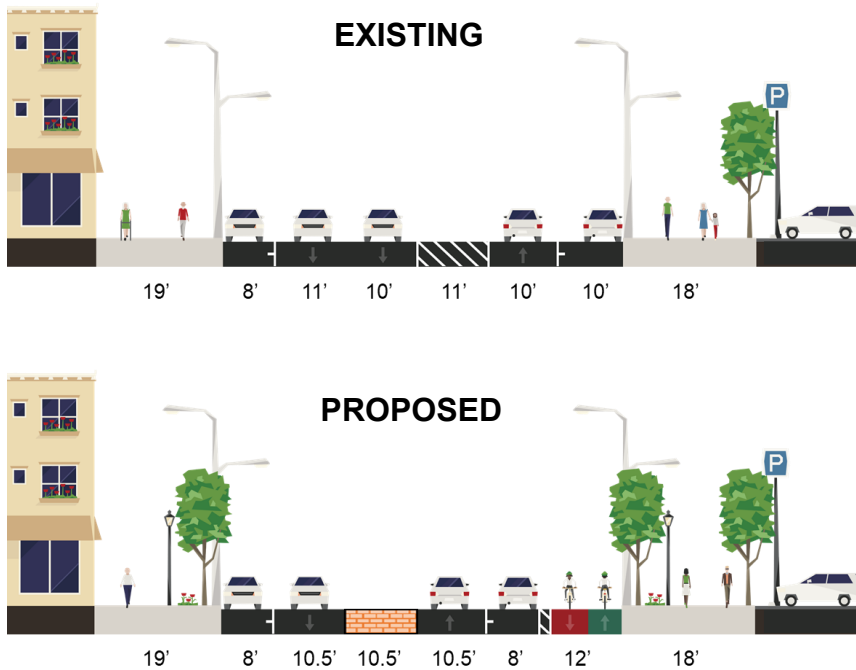 EXISTING
P
19’ 8’ 11’ 10’ 11’ 10’ 10’ 18’
PROPOSED
P
19’ 8’ 10.5’ 10.5’ 10.5’ 8’ 12’ 18’